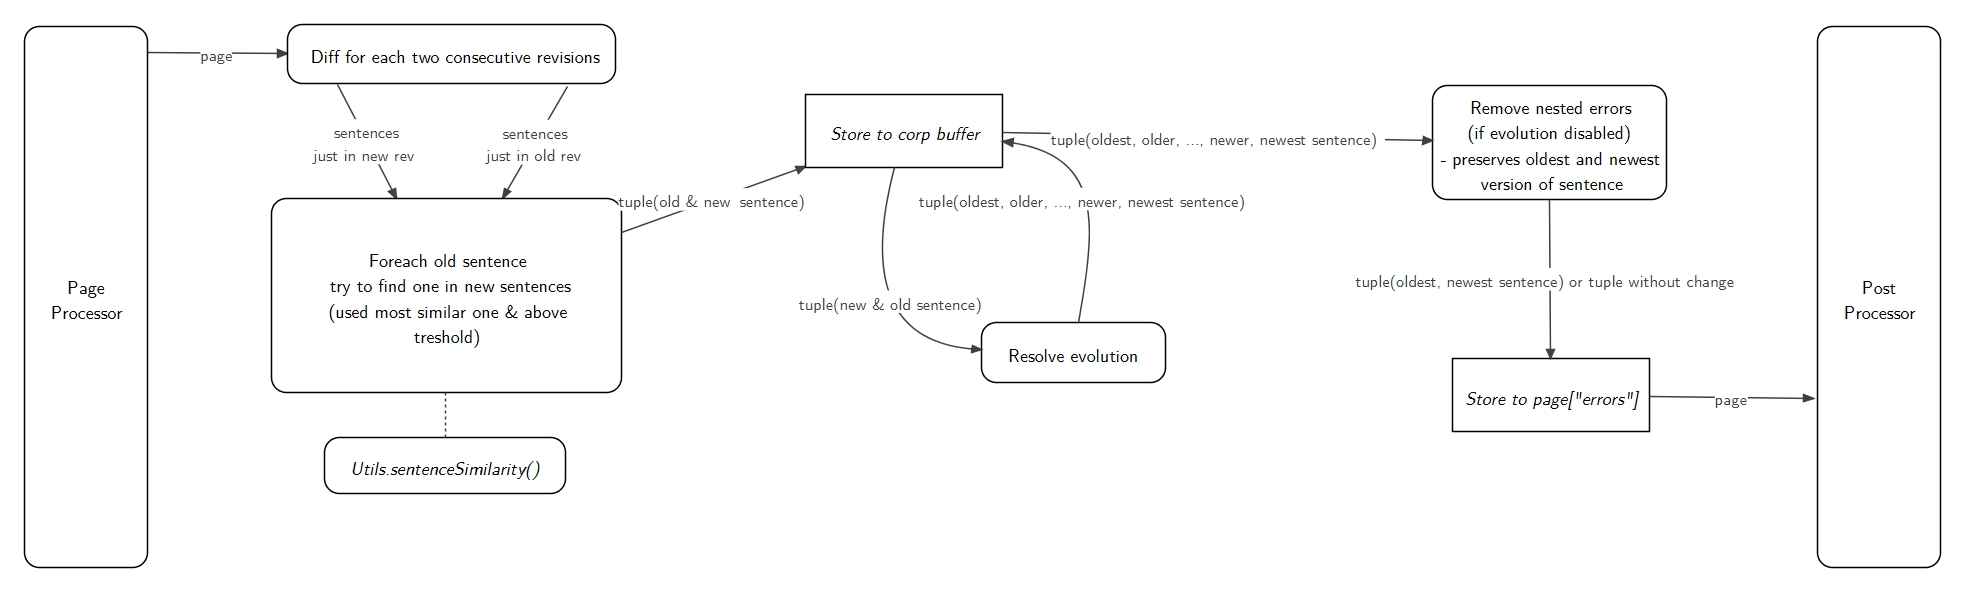 Page
Processor
page
Diff for each two consecutive revisions
sentences
just in new rev
sentences
just in old rev
Foreach old sentence
try to find one in new sentences
(used most similar one & above
treshold)
Utils.sentenceSimilarity()
tuple(old & new sentence)
Store to corp buffer
tuple(new & old sentence)
Resolve evolution
tuple(oldest, older, ..., newer, newest sentence)
tuple(oldest, older, ..., newer, newest sentence)
Remove nested errors
(if evolution disabled)
- preserves oldest and newest
version of sentence
tuple(oldest, newest sentence) or tuple without change
Store to page["errors"]
page
Post
Processor